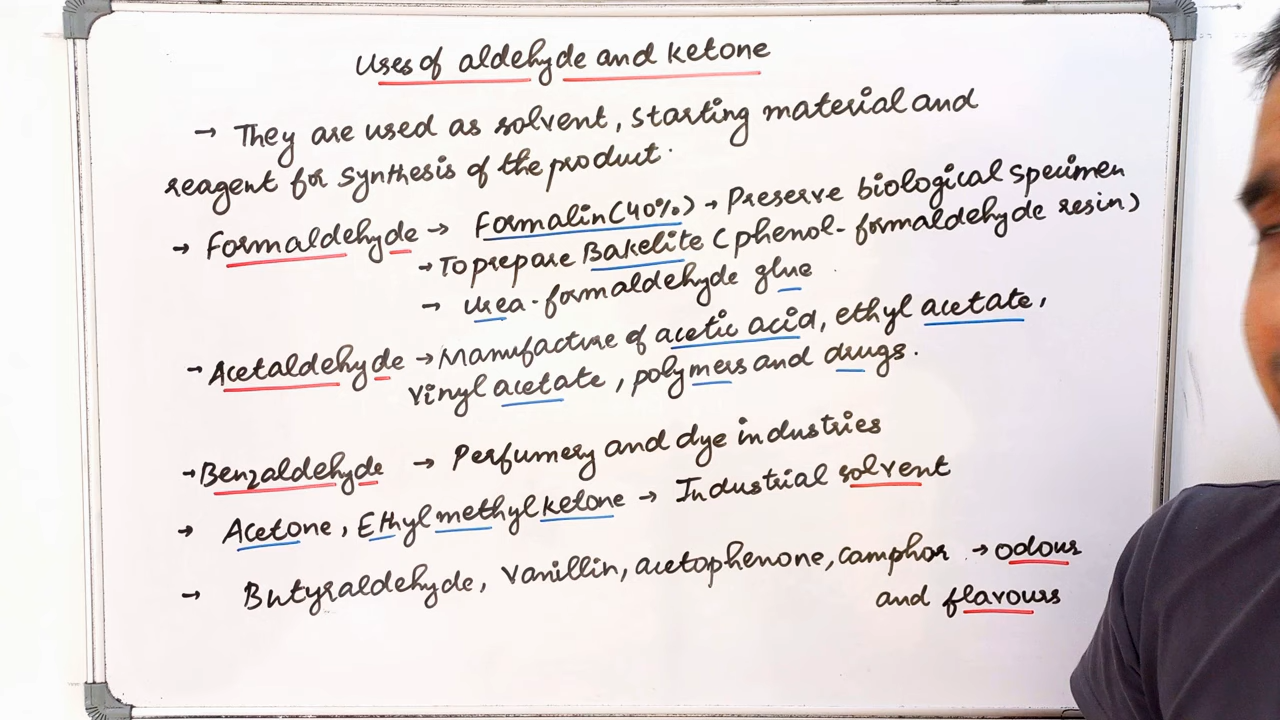 Uses of aldehyde and ketone
→ They are used as solvent, starting material and
reagent for synthesis of the product.
→ Formaldehyde → Formalin (40%) → Preserve biological specimen
→ To prepare Bakelite (phenol-formaldehyde resin)
→ Urea-formaldehyde glue
→ Acetaldehyde → Manufacture of acetic acid, ethyl acetate,
vinyl acetate, polymers and drugs.
→ Benzaldehyde → Perfumery and dye industries
→ Acetone, Ethyl methyl ketone → Industrial solvent
→ Butyraldehyde, Vanillin, acetophenone, camphor → odours
and flavours